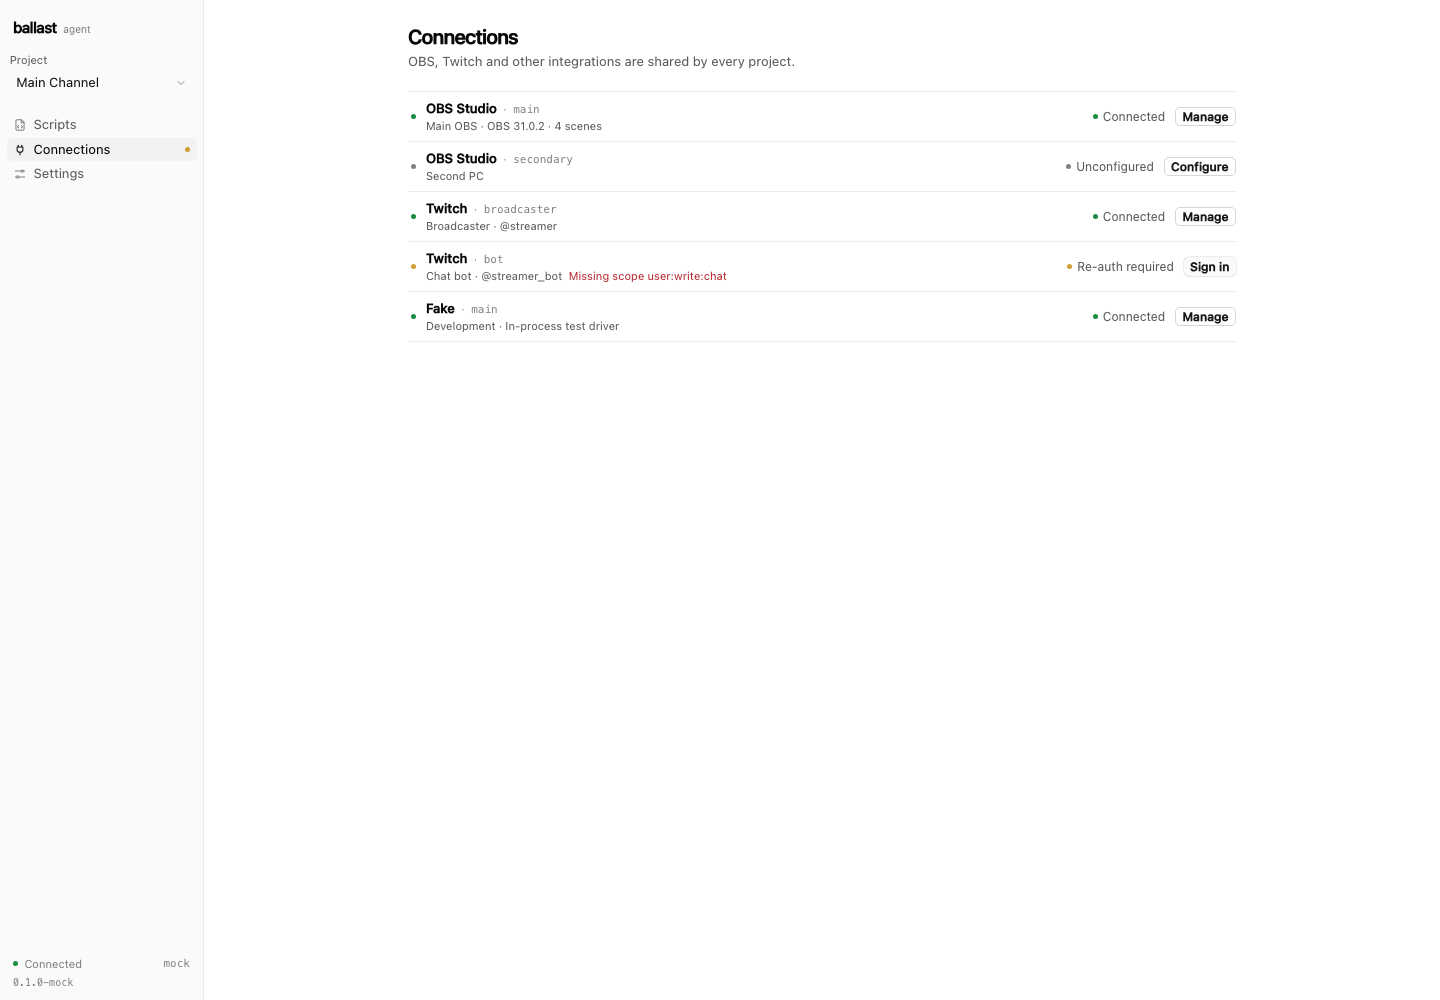 ballast agent
Project
Main Channel
Scripts
Connections
Settings
Connected mock
0.1.0-mock
Connections
OBS, Twitch and other integrations are shared by every project.
OBS Studio · main
Main OBS · OBS 31.0.2 · 4 scenes
Connected Manage
OBS Studio · secondary
Second PC
Unconfigured Configure
Twitch · broadcaster
Broadcaster · @streamer
Connected Manage
Twitch · bot
Chat bot · @streamer_bot Missing scope user:write:chat
Re-auth required Sign in
Fake · main
Development · In-process test driver
Connected Manage